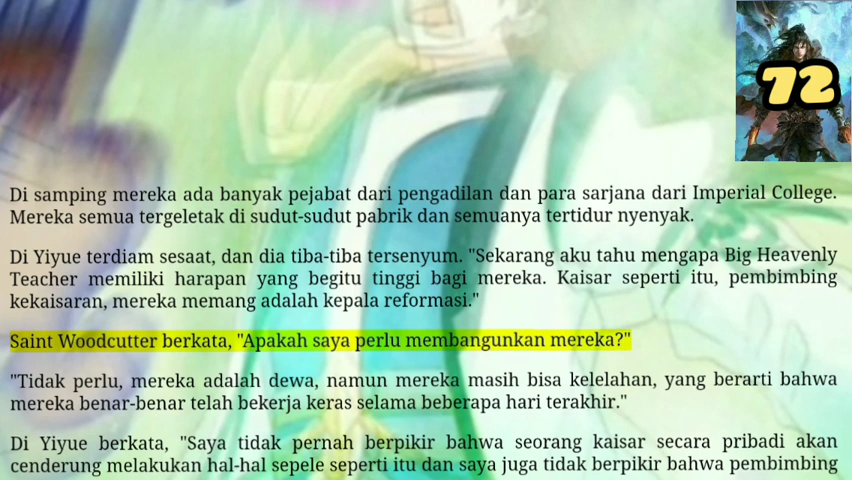 72
Di samping mereka ada banyak pejabat dari pengadilan dan para sarjana dari Imperial College.
Mereka semua tergeletak di sudut-sudut pabrik dan semuanya tertidur nyenyak.
Di Yiyue terdiam sesaat, dan dia tiba-tiba tersenyum. "Sekarang aku tahu mengapa Big Heavenly
Teacher memiliki harapan yang begitu tinggi bagi mereka. Kaisar seperti itu, pembimbing
kekaisaran, mereka memang adalah kepala reformasi."
Saint Woodcutter berkata, "Apakah saya perlu membangunkan mereka?"
"Tidak perlu, mereka adalah dewa, namun mereka masih bisa kelelahan, yang berarti bahwa
mereka benar-benar telah bekerja keras selama beberapa hari terakhir."
Di Yiyue berkata, "Saya tidak pernah berpikir bahwa seorang kaisar secara pribadi akan
cenderung melakukan hal-hal sepele seperti itu dan saya juga tidak berpikir bahwa pembimbing